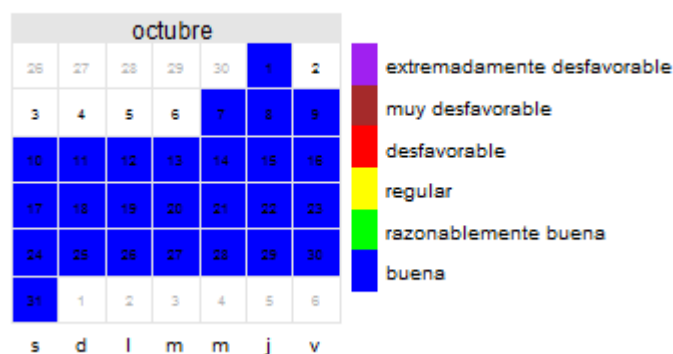 octubre
26 27 28 29 30 1 2
3 4 5 6 7 8 9
10 11 12 13 14 15 16
17 18 19 20 21 22 23
24 25 26 27 28 29 30
31 1 2 3 4 5 6
s d l m m j v
extremadamente desfavorable
muy desfavorable
desfavorable
regular
razonablemente buena
buena